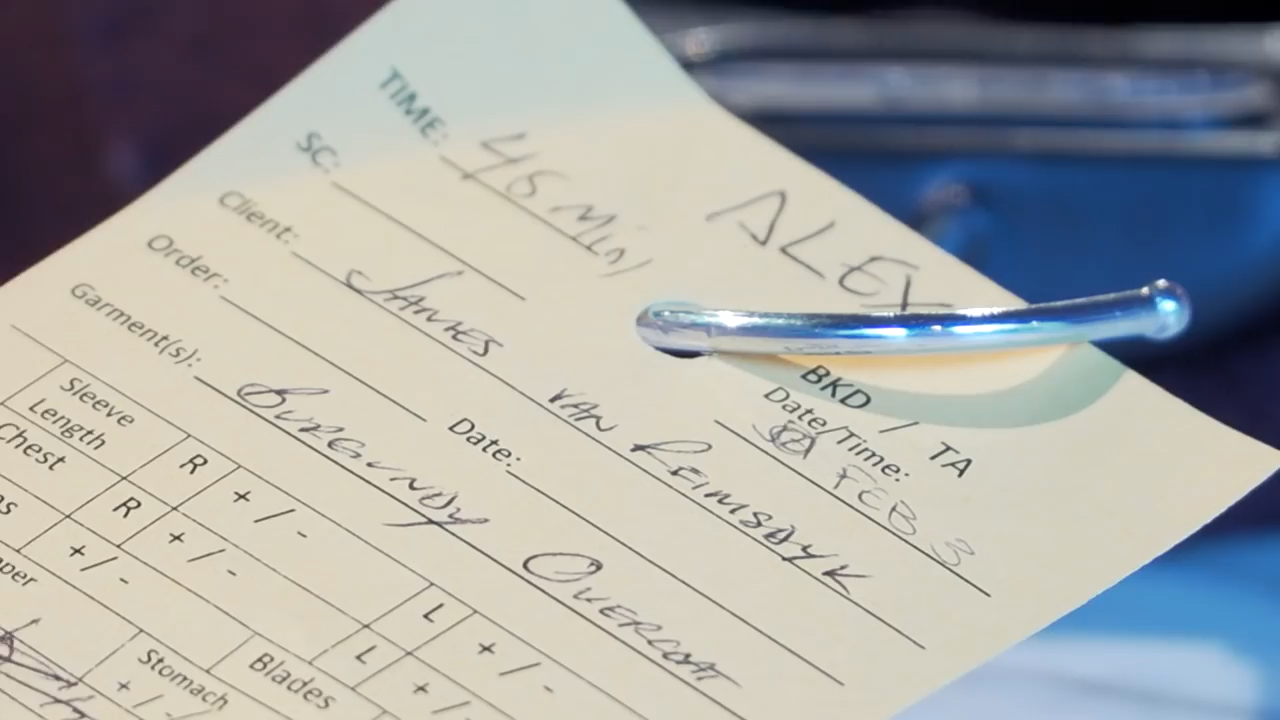 TIME: 45 Min
ALEX
SC:
Client: JAMES VAN REIMSDYK
BKD / TA
Date/Time: FEB 3
Order:
Date:
Garment(s): BURGUNDY OVERCOAT
Sleeve Length R + / - L + / -
Chest R + / - L +
+ / -
Stomach + / -
Blades